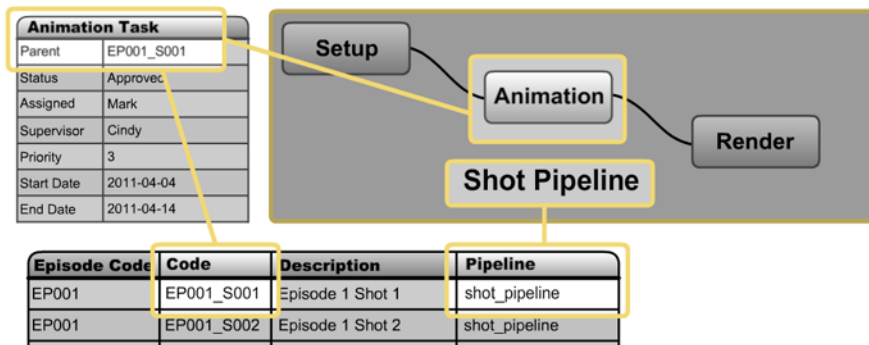 Animation Task
Parent EP001_S001
Status Approved
Assigned Mark
Supervisor Cindy
Priority 3
Start Date 2011-04-04
End Date 2011-04-14
Setup
Animation
Render
Shot Pipeline
Episode Code Code Description Pipeline
EP001 EP001_S001 Episode 1 Shot 1 shot_pipeline
EP001 EP001_S002 Episode 1 Shot 2 shot_pipeline